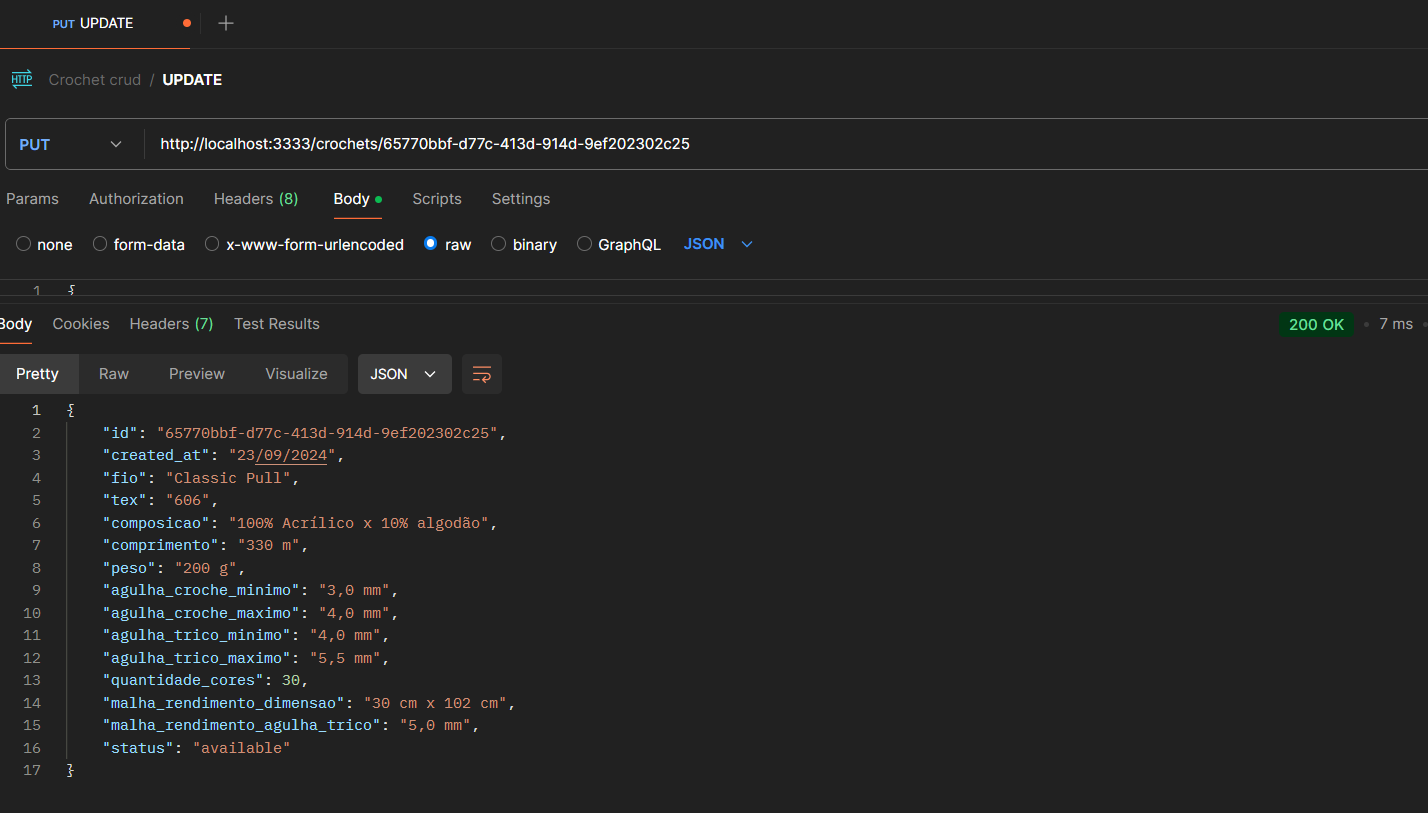 PUT UPDATE
HTTP Crochet crud / UPDATE
PUT http://localhost:3333/crochets/65770bbf-d77c-413d-914d-9ef202302c25
Params Authorization Headers (8) Body Scripts Settings
none form-data x-www-form-urlencoded raw binary GraphQL JSON
1 {
Body Cookies Headers (7) Test Results 200 OK • 7 ms •
Pretty Raw Preview Visualize JSON
1 {
2 "id": "65770bbf-d77c-413d-914d-9ef202302c25",
3 "created_at": "23/09/2024",
4 "fio": "Classic Pull",
5 "tex": "606",
6 "composicao": "100% Acrílico x 10% algodão",
7 "comprimento": "330 m",
8 "peso": "200 g",
9 "agulha_croche_minimo": "3,0 mm",
10 "agulha_croche_maximo": "4,0 mm",
11 "agulha_trico_minimo": "4,0 mm",
12 "agulha_trico_maximo": "5,5 mm",
13 "quantidade_cores": 30,
14 "malha_rendimento_dimensao": "30 cm x 102 cm",
15 "malha_rendimento_agulha_trico": "5,0 mm",
16 "status": "available"
17 }